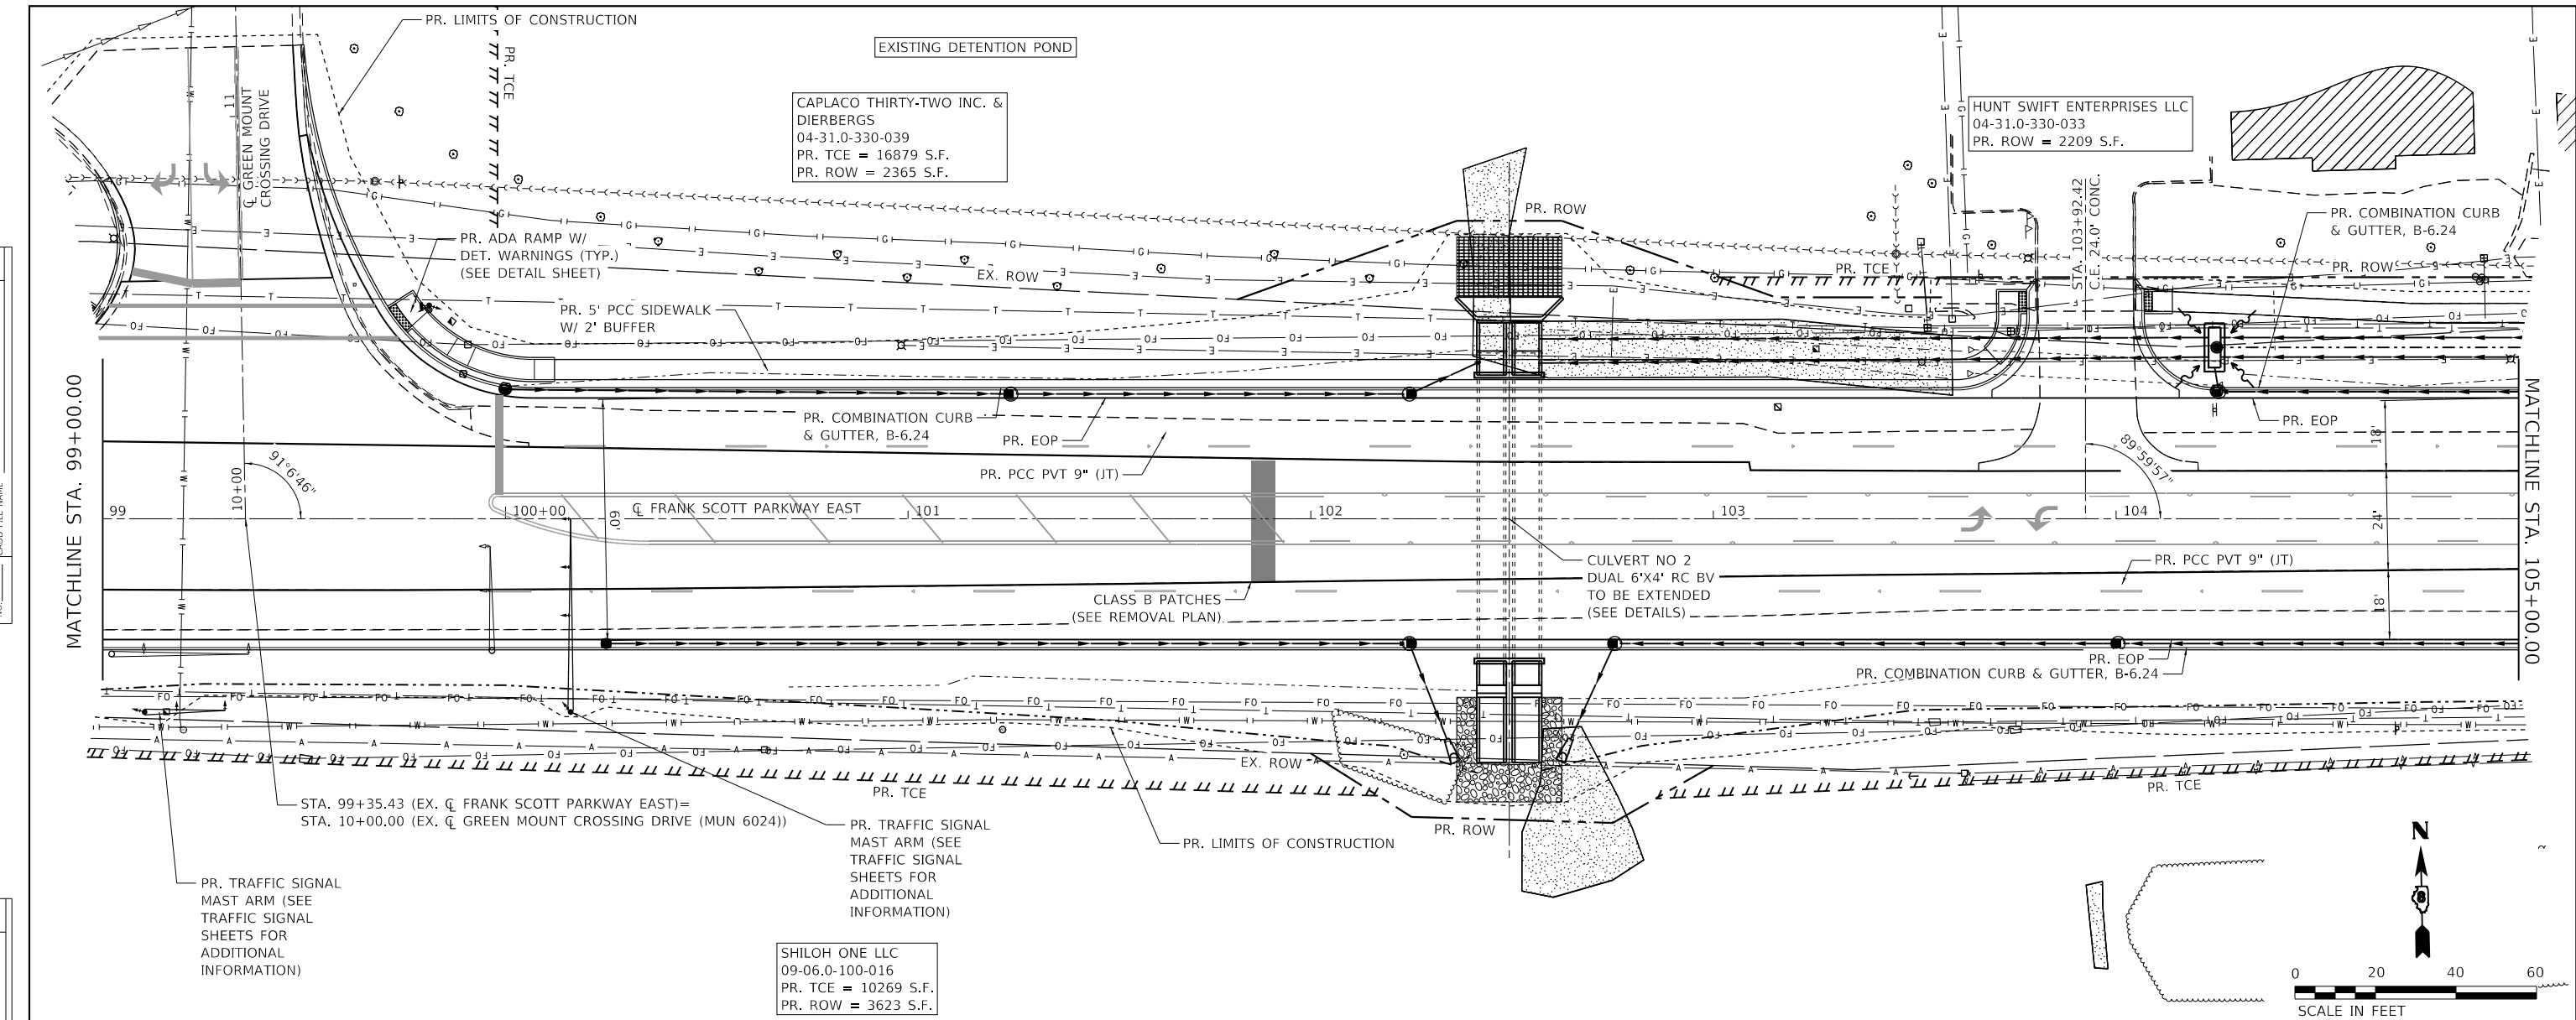 PR. LIMITS OF CONSTRUCTION
PR. TCE
EXISTING DETENTION POND
CAPLACO THIRTY-TWO INC. &
DIERBERGS
04-31.0-330-039
PR. TCE = 16879 S.F.
PR. ROW = 2365 S.F.
HUNT SWIFT ENTERPRISES LLC
04-31.0-330-033
PR. ROW = 2209 S.F.
11
℄ GREEN MOUNT
CROSSING DRIVE
PR. ADA RAMP W/
DET. WARNINGS (TYP.)
(SEE DETAIL SHEET)
EX. ROW
PR. ROW
PR. TCE
STA. 103+92.42
C.E. 24.0' CONC.
PR. COMBINATION CURB
& GUTTER, B-6.24
PR. ROW
PR. 5' PCC SIDEWALK
W/ 2' BUFFER
MATCHLINE STA. 99+00.00
MATCHLINE STA. 105+00.00
PR. COMBINATION CURB
& GUTTER, B-6.24
PR. EOP
PR. PCC PVT 9" (JT)
PR. EOP
18'
91°6'46"
10+00
89°59'57"
99
100+00
60'
℄ FRANK SCOTT PARKWAY EAST
101
102
103
104
24'
CULVERT NO 2
DUAL 6'X4' RC BV
TO BE EXTENDED
(SEE DETAILS)
PR. PCC PVT 9" (JT)
18'
CLASS B PATCHES
(SEE REMOVAL PLAN)
PR. EOP
PR. COMBINATION CURB & GUTTER, B-6.24
EX. ROW
PR. TCE
PR. TCE
STA. 99+35.43 (EX. ℄ FRANK SCOTT PARKWAY EAST)=
STA. 10+00.00 (EX. ℄ GREEN MOUNT CROSSING DRIVE (MUN 6024))
PR. ROW
PR. LIMITS OF CONSTRUCTION
PR. TRAFFIC SIGNAL
MAST ARM (SEE
TRAFFIC SIGNAL
SHEETS FOR
ADDITIONAL
INFORMATION)
PR. TRAFFIC SIGNAL
MAST ARM (SEE
TRAFFIC SIGNAL
SHEETS FOR
ADDITIONAL
INFORMATION)
SHILOH ONE LLC
09-06.0-100-016
PR. TCE = 10269 S.F.
PR. ROW = 3623 S.F.
N
8
0 20 40 60
SCALE IN FEET